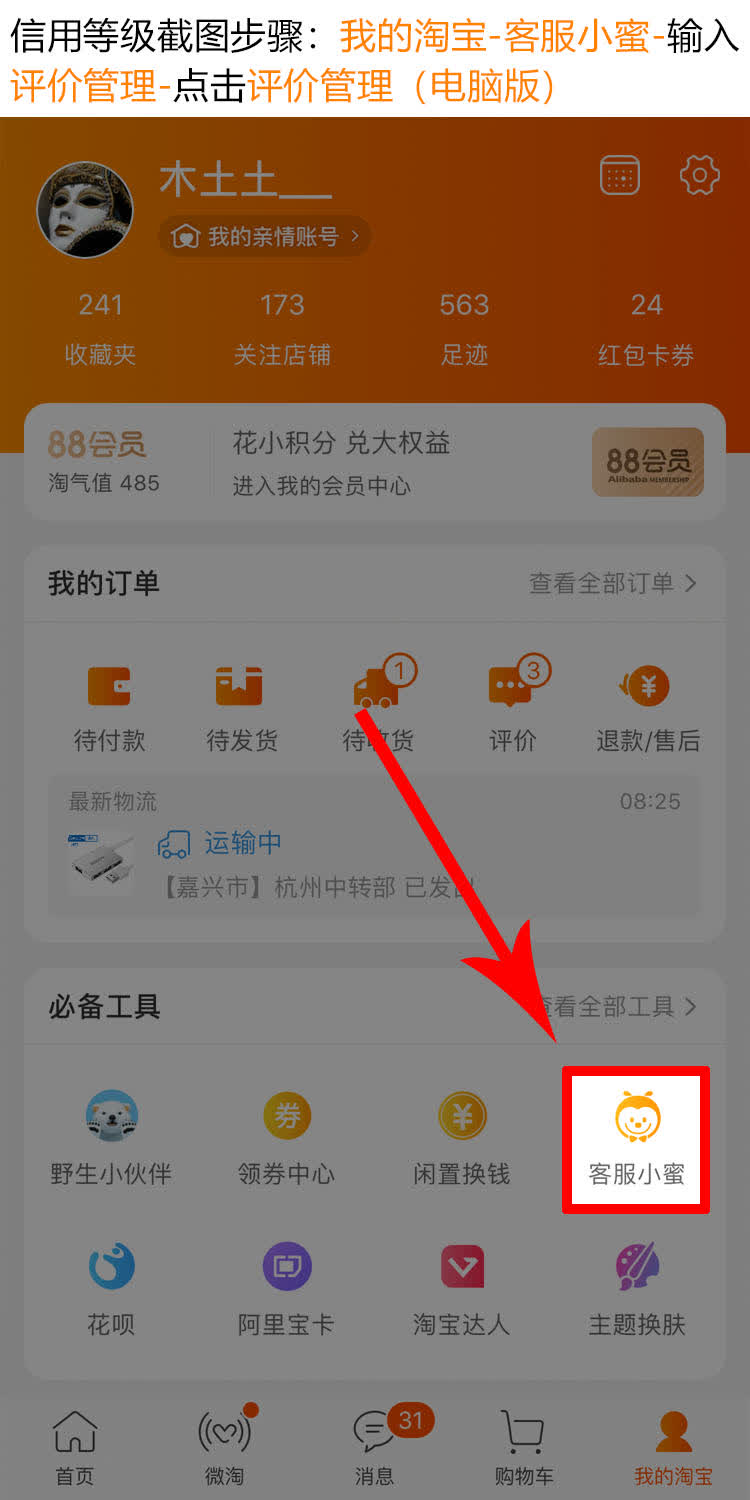 信用等级截图步骤：我的淘宝-客服小蜜-输入
评价管理-点击评价管理（电脑版）
木土土___
我的亲情账号
241 173 563 24
收藏夹 关注店铺 足迹 红包卡券
88会员 花小积分 兑大权益
淘气值 485 进入我的会员中心
88会员
Alibaba MEMBERSHIP
我的订单 查看全部订单
1 3
待付款 待发货 待收货 评价 退款/售后
最新物流 08:25
运输中
【嘉兴市】杭州中转部 已发出
必备工具 查看全部工具
券 ¥
野生小伙伴 领券中心 闲置换钱 客服小蜜
花呗 阿里宝卡 淘宝达人 主题换肤
31
首页 微淘 消息 购物车 我的淘宝